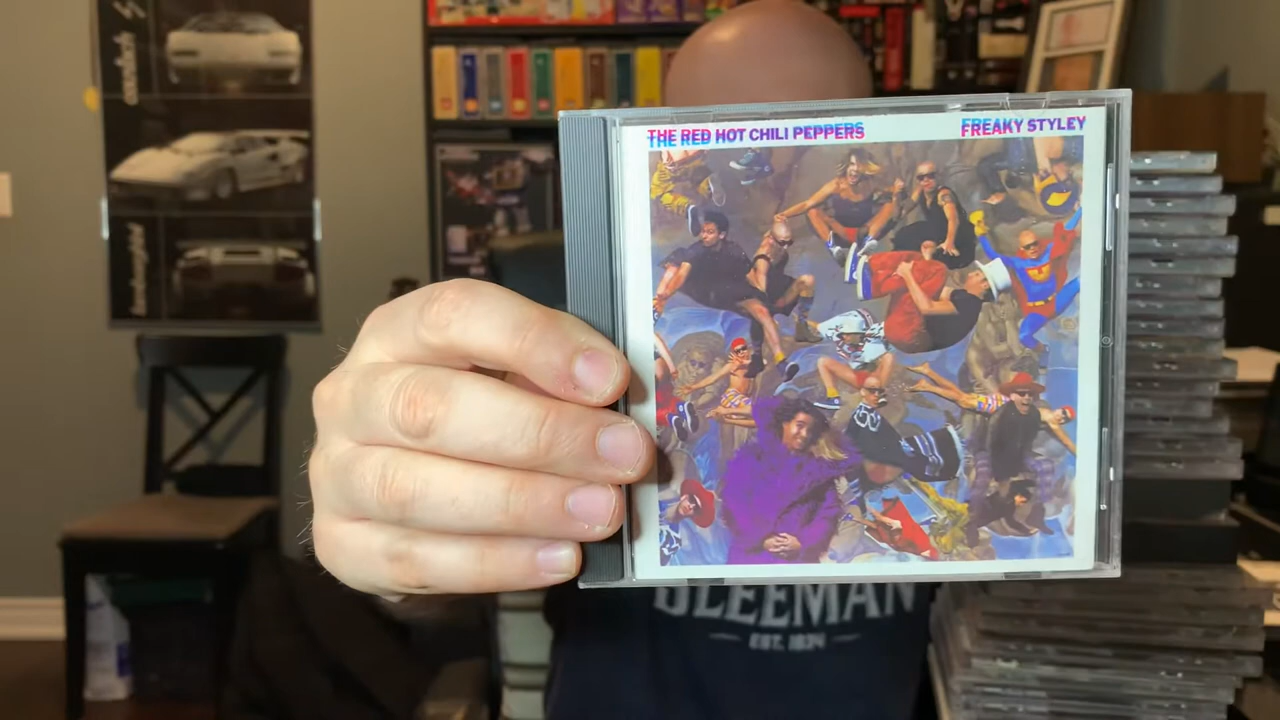 THE RED HOT CHILI PEPPERS
FREAKY STYLEY
SLEEMAN
EST. 1834